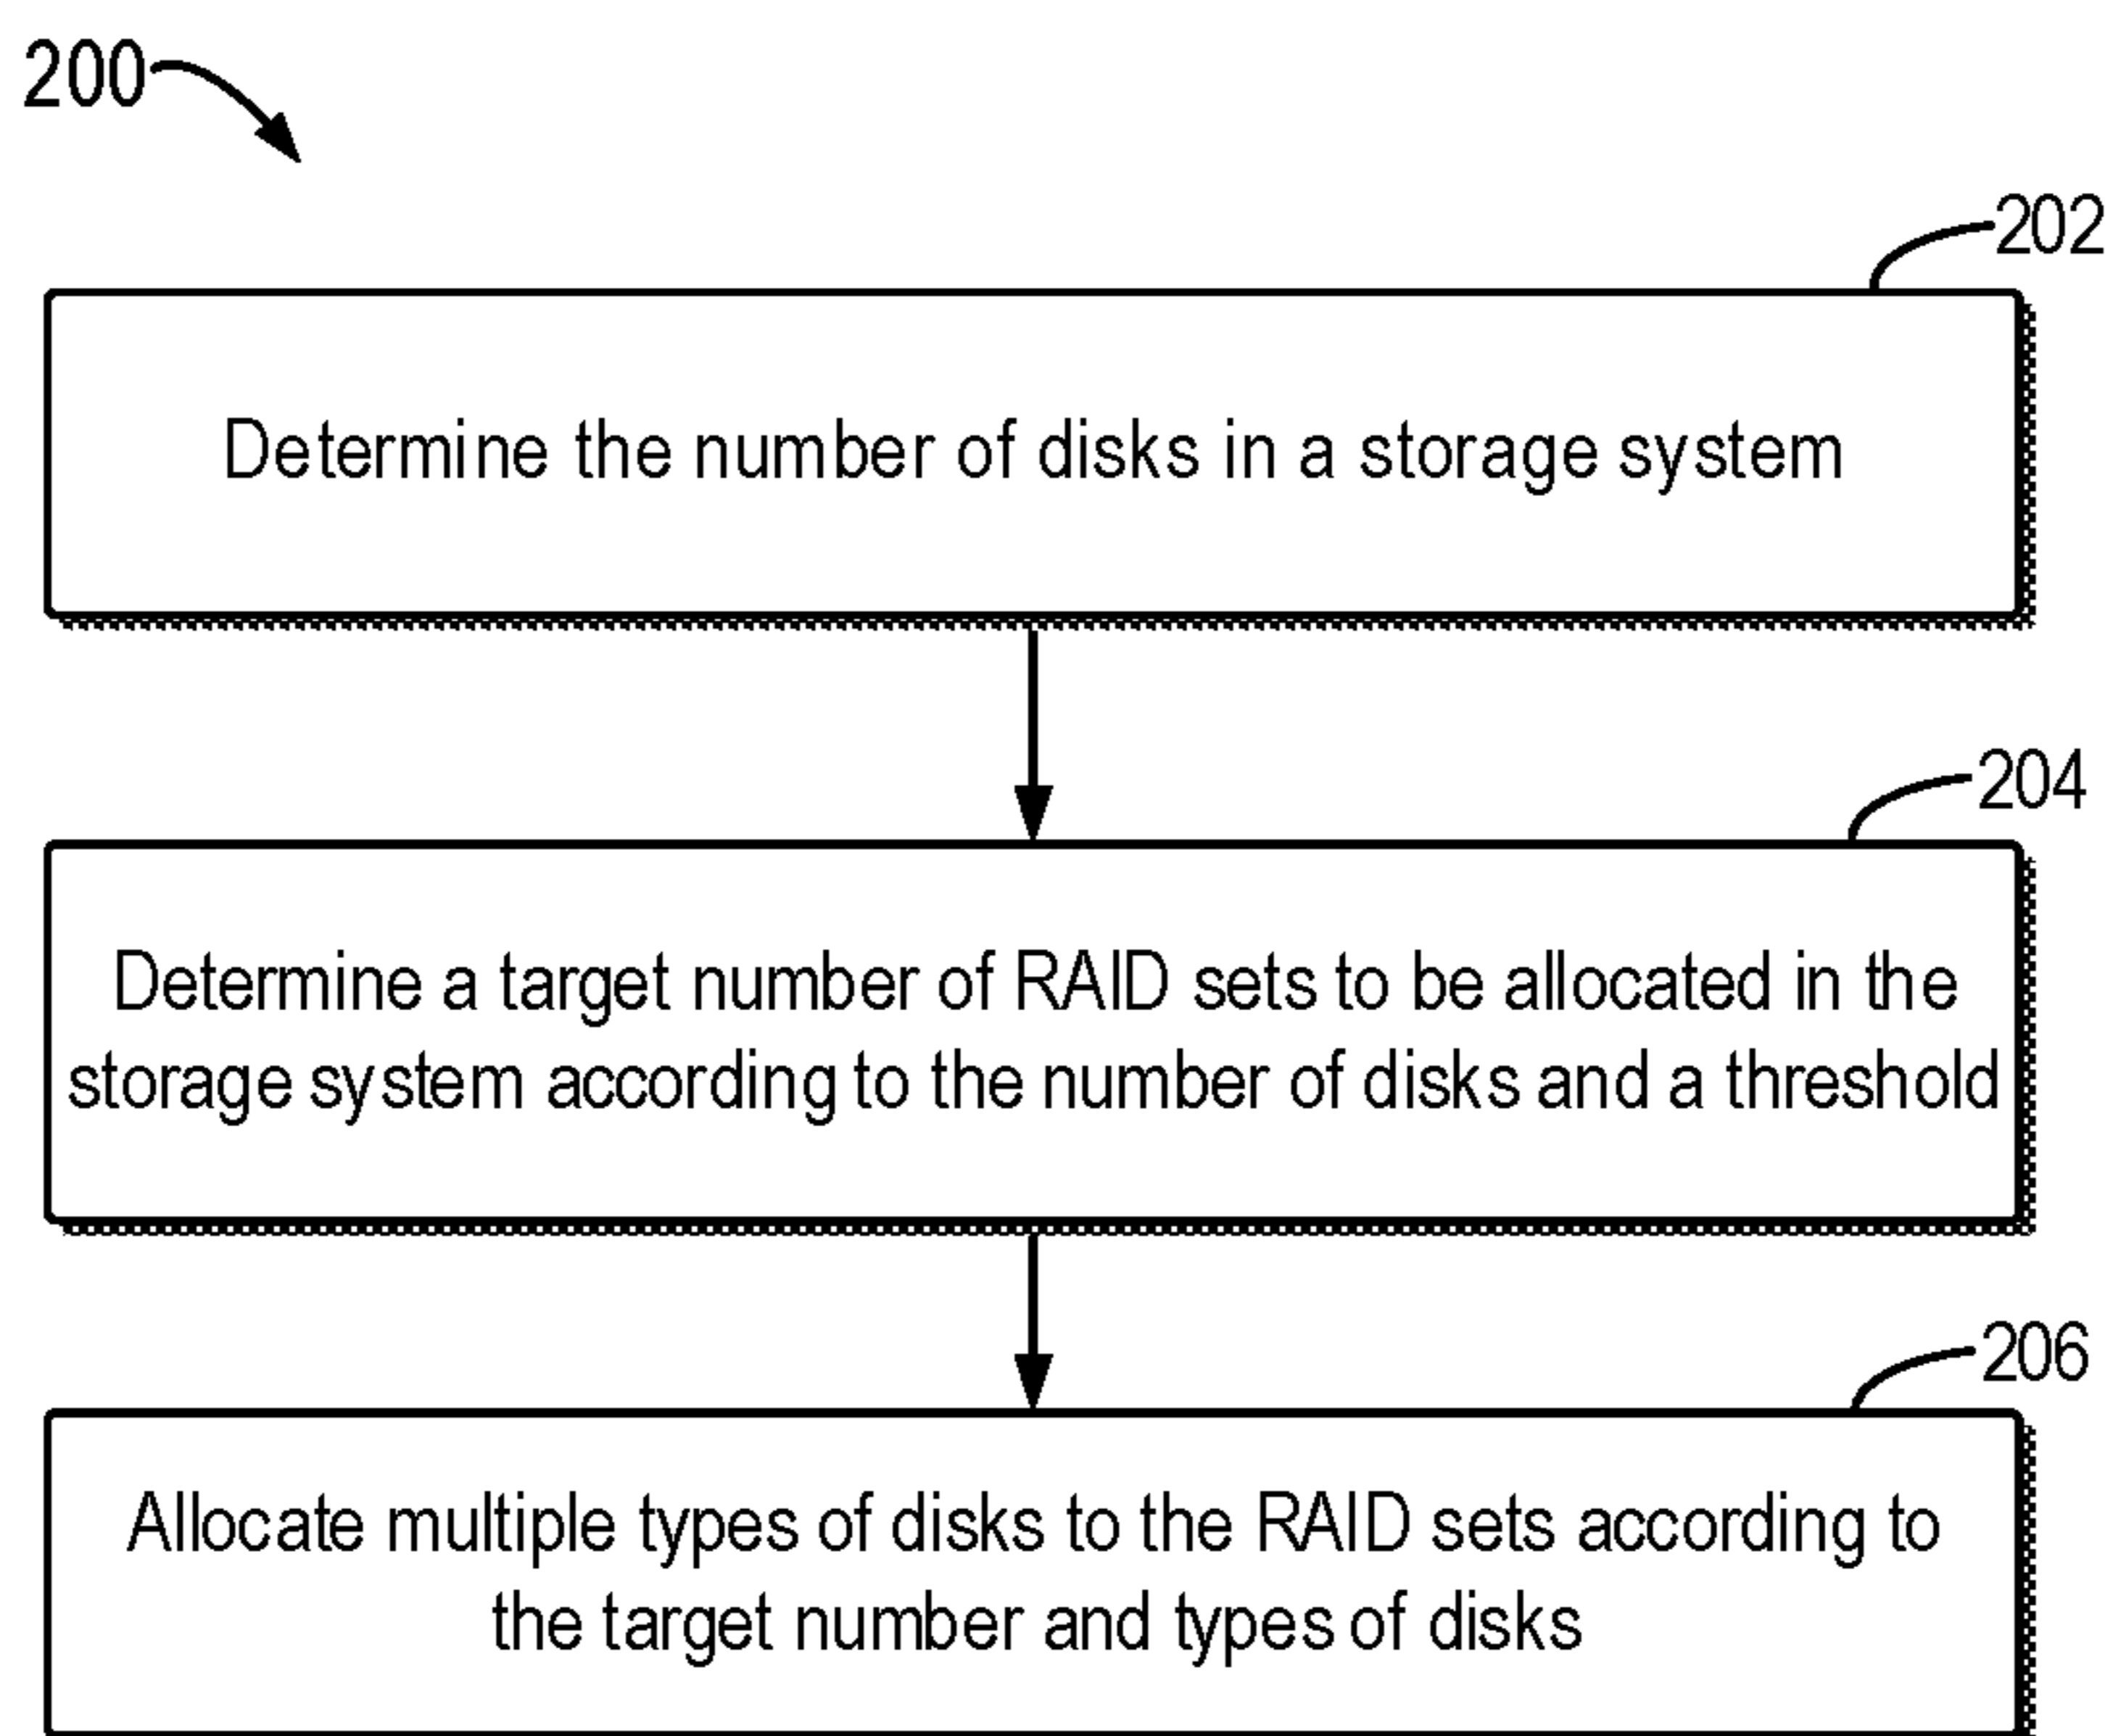 200
202
Determine the number of disks in a storage system
204
Determine a target number of RAID sets to be allocated in the
storage system according to the number of disks and a threshold
206
Allocate multiple types of disks to the RAID sets according to
the target number and types of disks